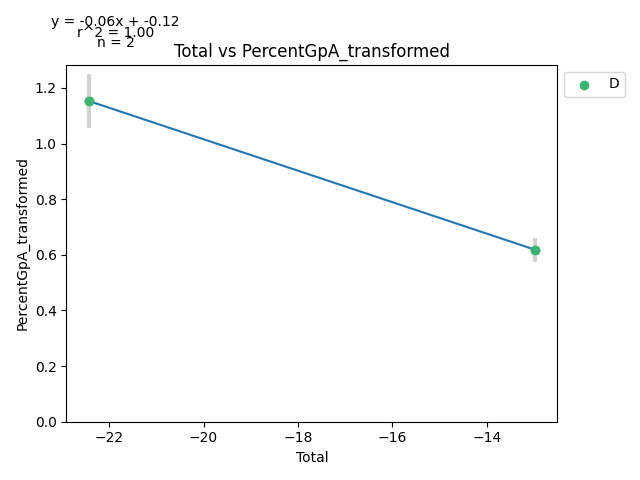 y = -0.06x + -0.12
r^2 = 1.00
n = 2
Total vs PercentGpA_transformed
D
PercentGpA_transformed
1.2
1.0
0.8
0.6
0.4
0.2
0.0
−22
−20
−18
−16
−14
Total